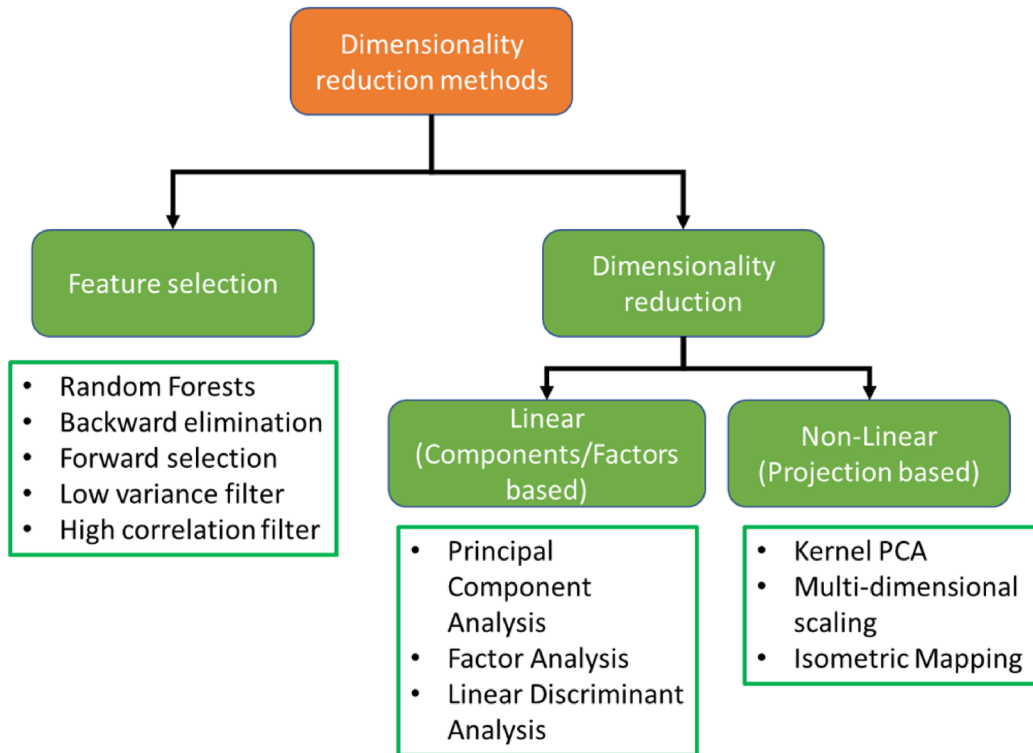 Dimensionality
reduction methods
Feature selection
Dimensionality
reduction
• Random Forests
• Backward elimination
• Forward selection
• Low variance filter
• High correlation filter
Linear
(Components/Factors
based)
Non-Linear
(Projection based)
• Principal
Component
Analysis
• Factor Analysis
• Linear Discriminant
Analysis
• Kernel PCA
• Multi-dimensional
scaling
• Isometric Mapping